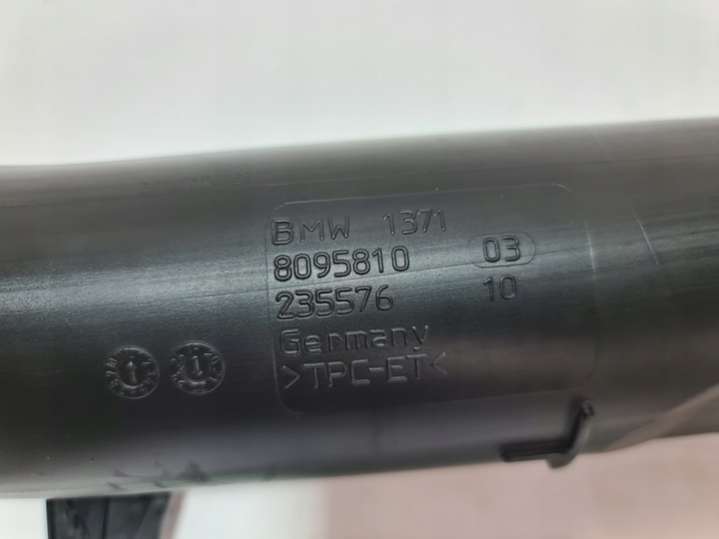 BMW 1371
8095810 03
235576 10
Germany
>TPC-ET<